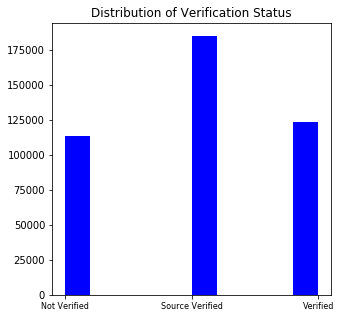 Distribution of Verification Status
175000
150000
125000
100000
75000
50000
25000
0
Not Verified
Source Verified
Verified